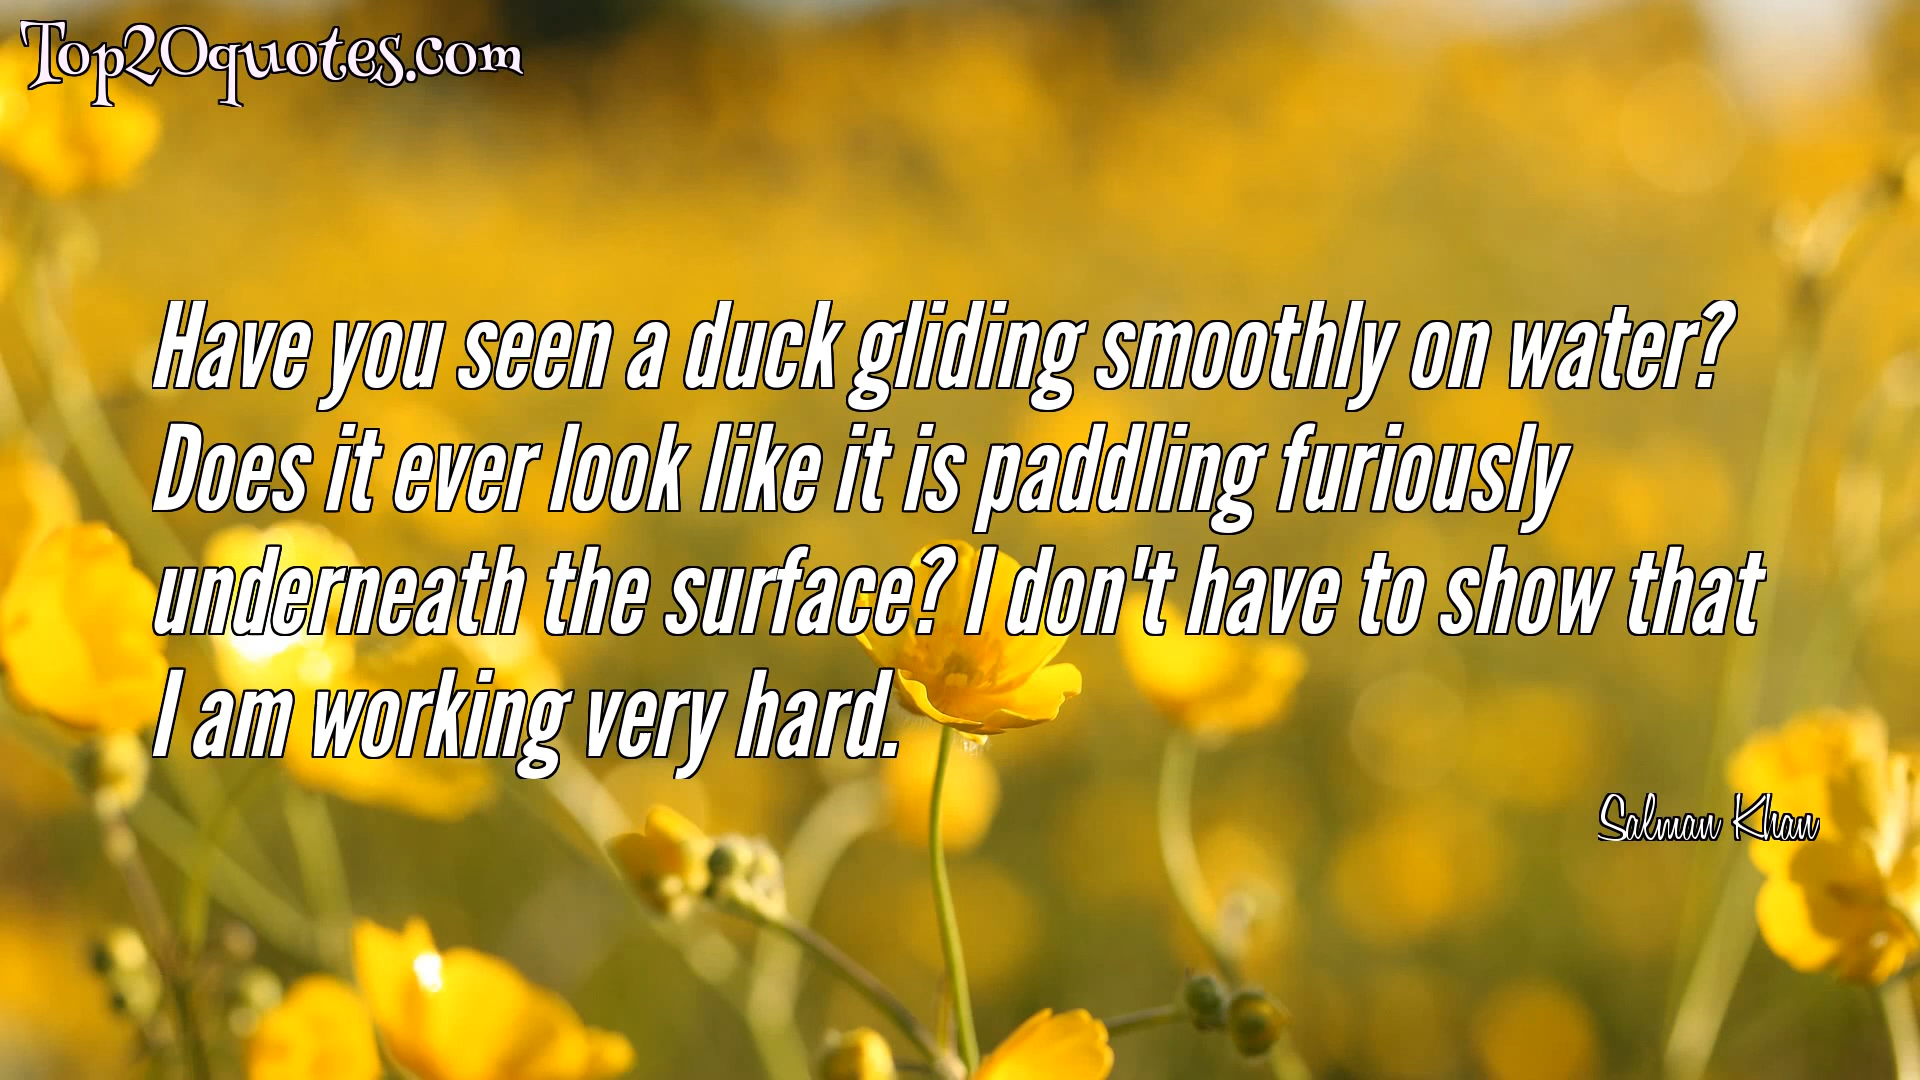 Top20quotes.com
Have you seen a duck gliding smoothly on water?
Does it ever look like it is paddling furiously
underneath the surface? I don't have to show that
I am working very hard.
Salman Khan